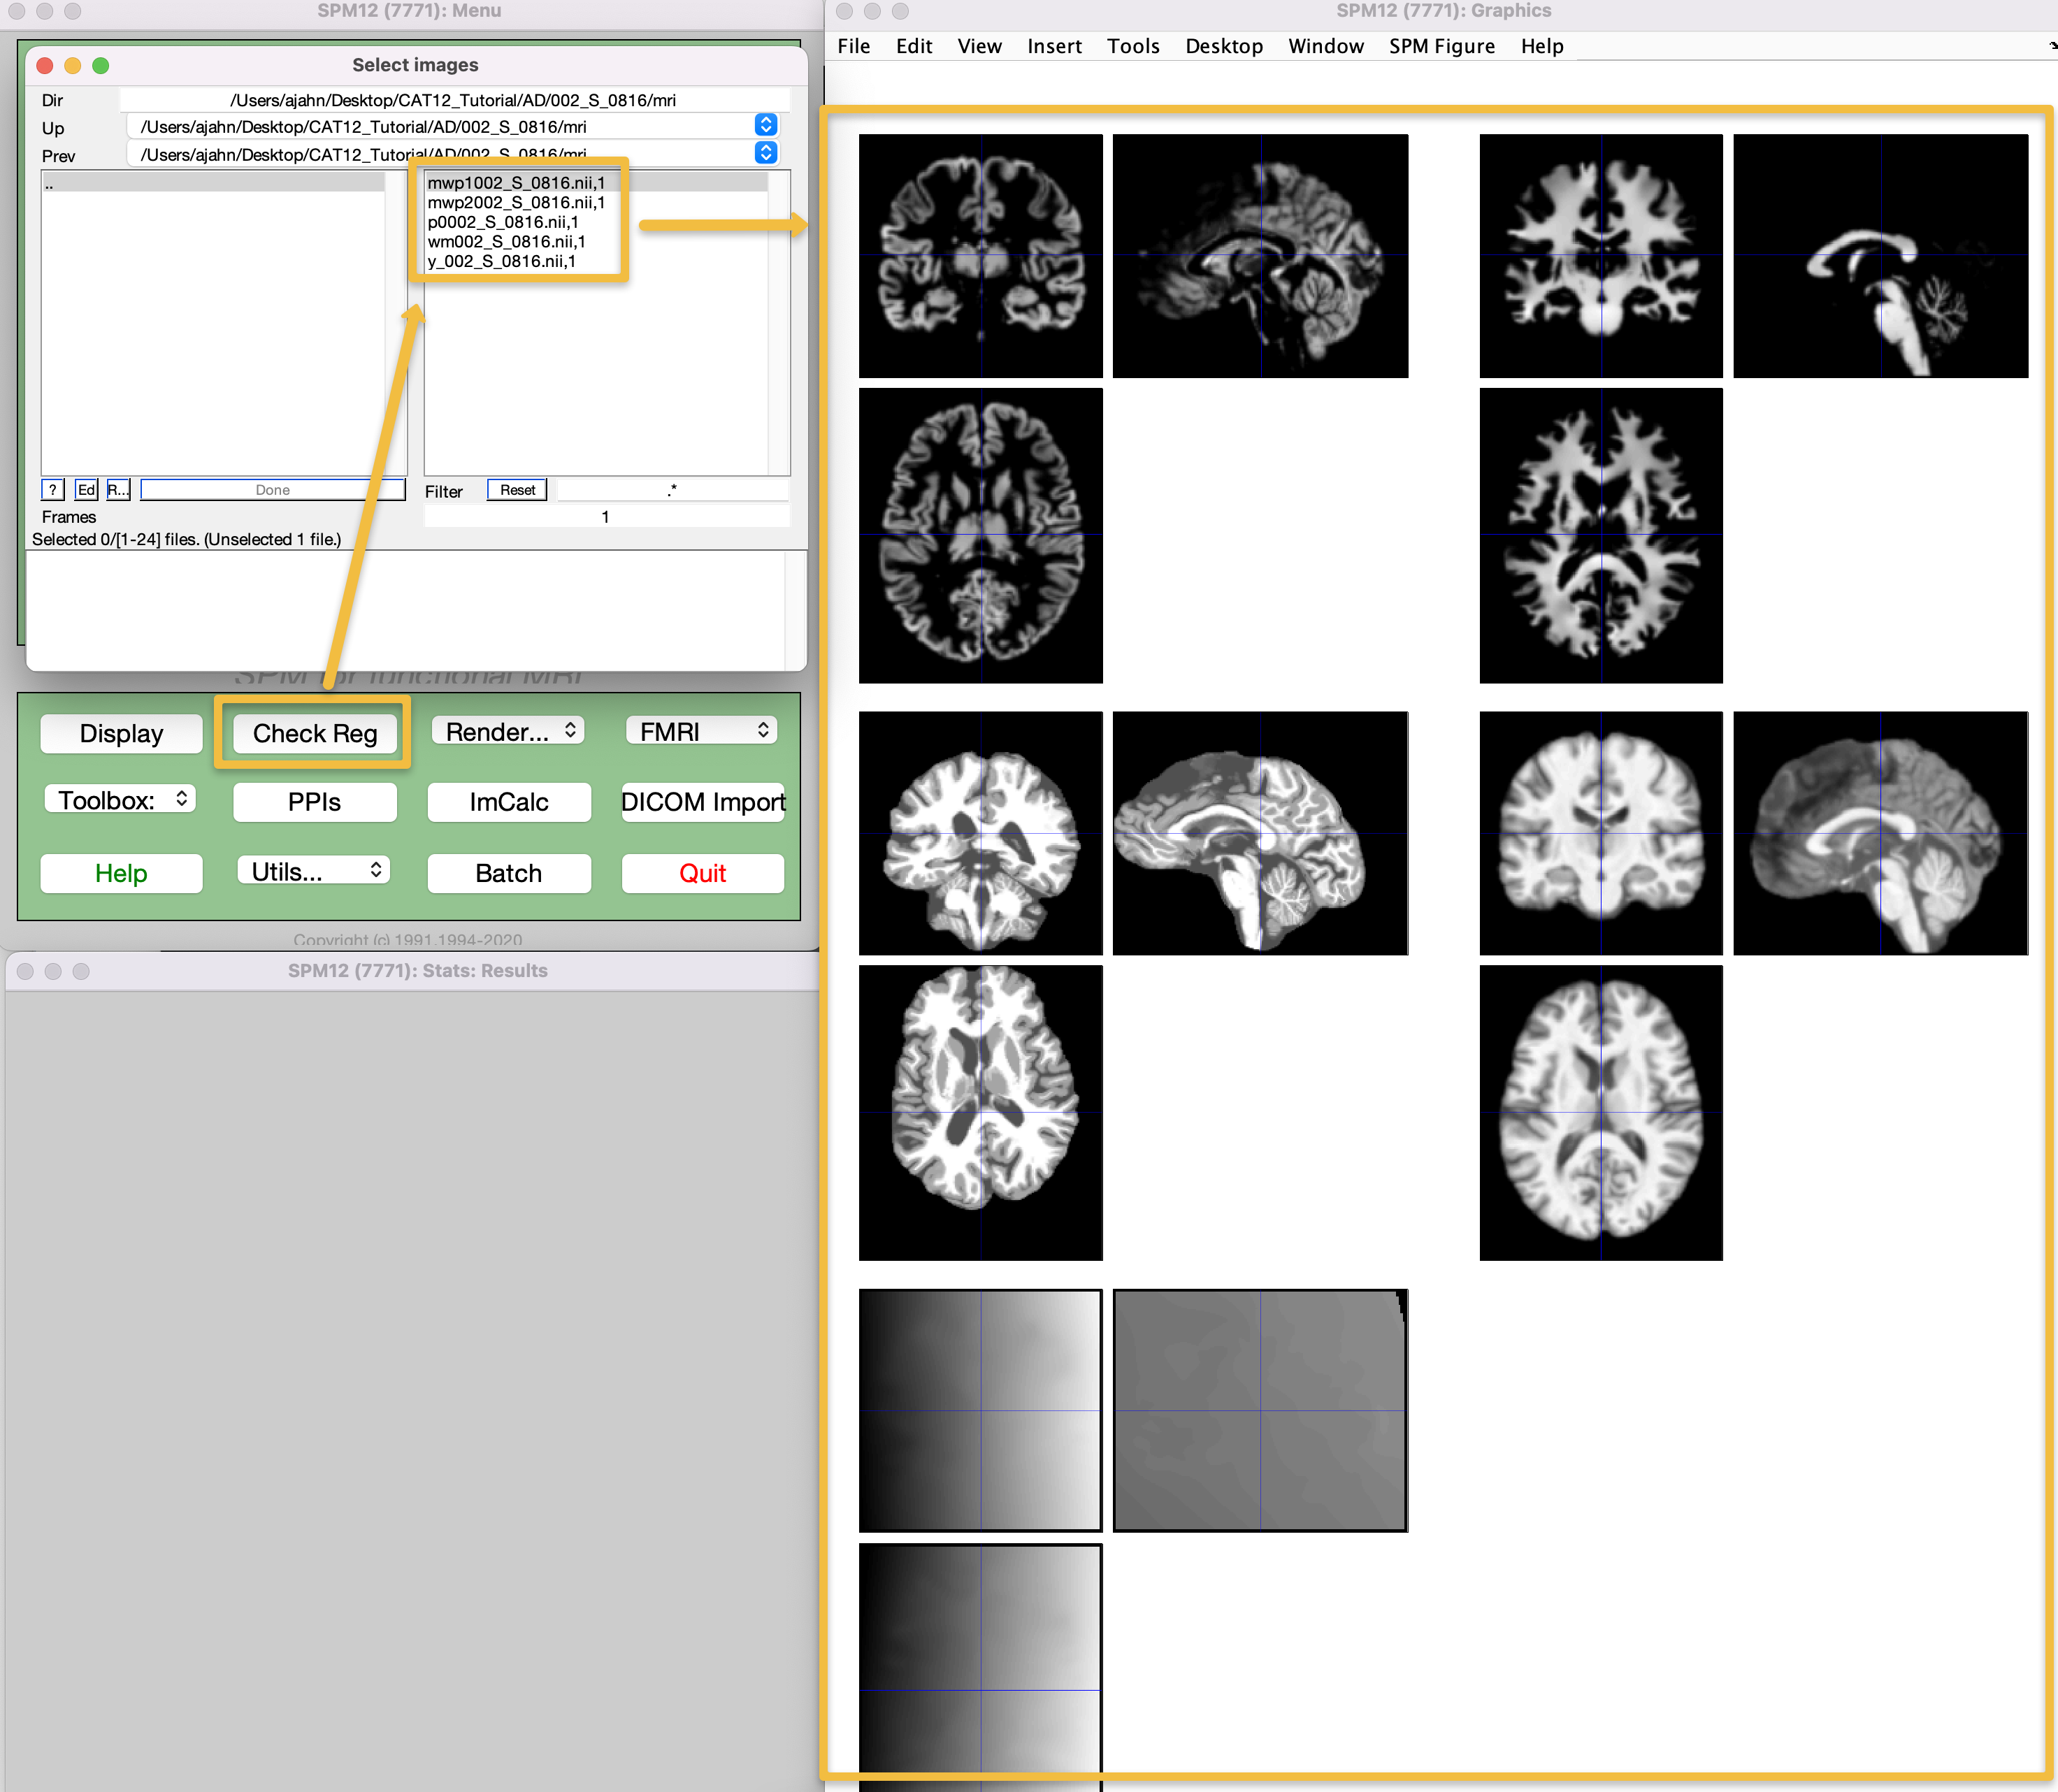 SPM12 (7771): Menu
Select images
Dir
/Users/ajahn/Desktop/CAT12_Tutorial/AD/002_S_0816/mri
Up
/Users/ajahn/Desktop/CAT12_Tutorial/AD/002_S_0816/mri
Prev
/Users/ajahn/Desktop/CAT12_Tutorial/AD/002_S_0816/mri
..
mwp1002_S_0816.nii,1
mwp2002_S_0816.nii,1
p0002_S_0816.nii,1
wm002_S_0816.nii,1
y_002_S_0816.nii,1
? Ed R... Done
Filter Reset .*
Frames
1
Selected 0/[1-24] files. (Unselected 1 file.)
SPM for functional MRI
Display Check Reg Render... FMRI
Toolbox: PPIs ImCalc DICOM Import
Help Utils... Batch Quit
Copyright (c) 1991,1994-2020
SPM12 (7771): Stats: Results
SPM12 (7771): Graphics
File Edit View Insert Tools Desktop Window SPM Figure Help